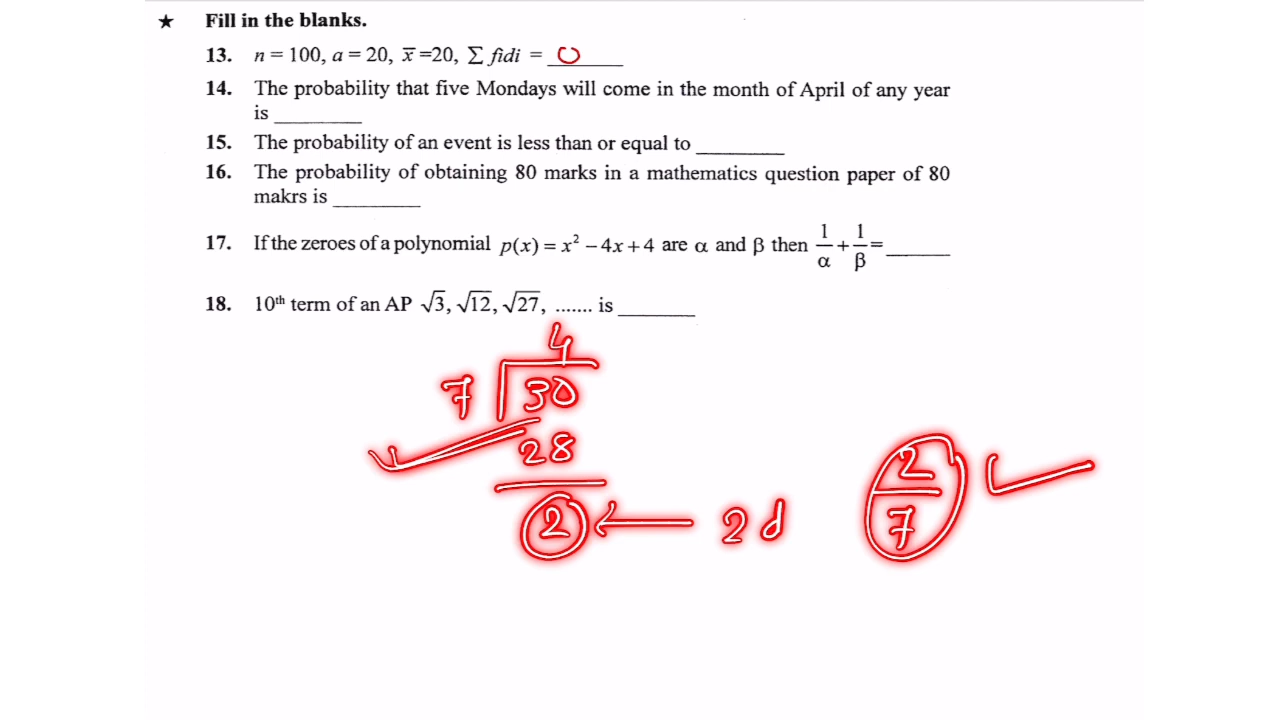 ★ Fill in the blanks.
13. n = 100, a = 20, x̅ =20, Σ fidi = 0
14. The probability that five Mondays will come in the month of April of any year
is ________
15. The probability of an event is less than or equal to ________
16. The probability of obtaining 80 marks in a mathematics question paper of 80
makrs is ________
17. If the zeroes of a polynomial p(x) = x² – 4x + 4 are α and β then 1/α + 1/β = ______
18. 10th term of an AP √3, √12, √27, ....... is _______
4
7 30
28
2 ← 2d
2/7